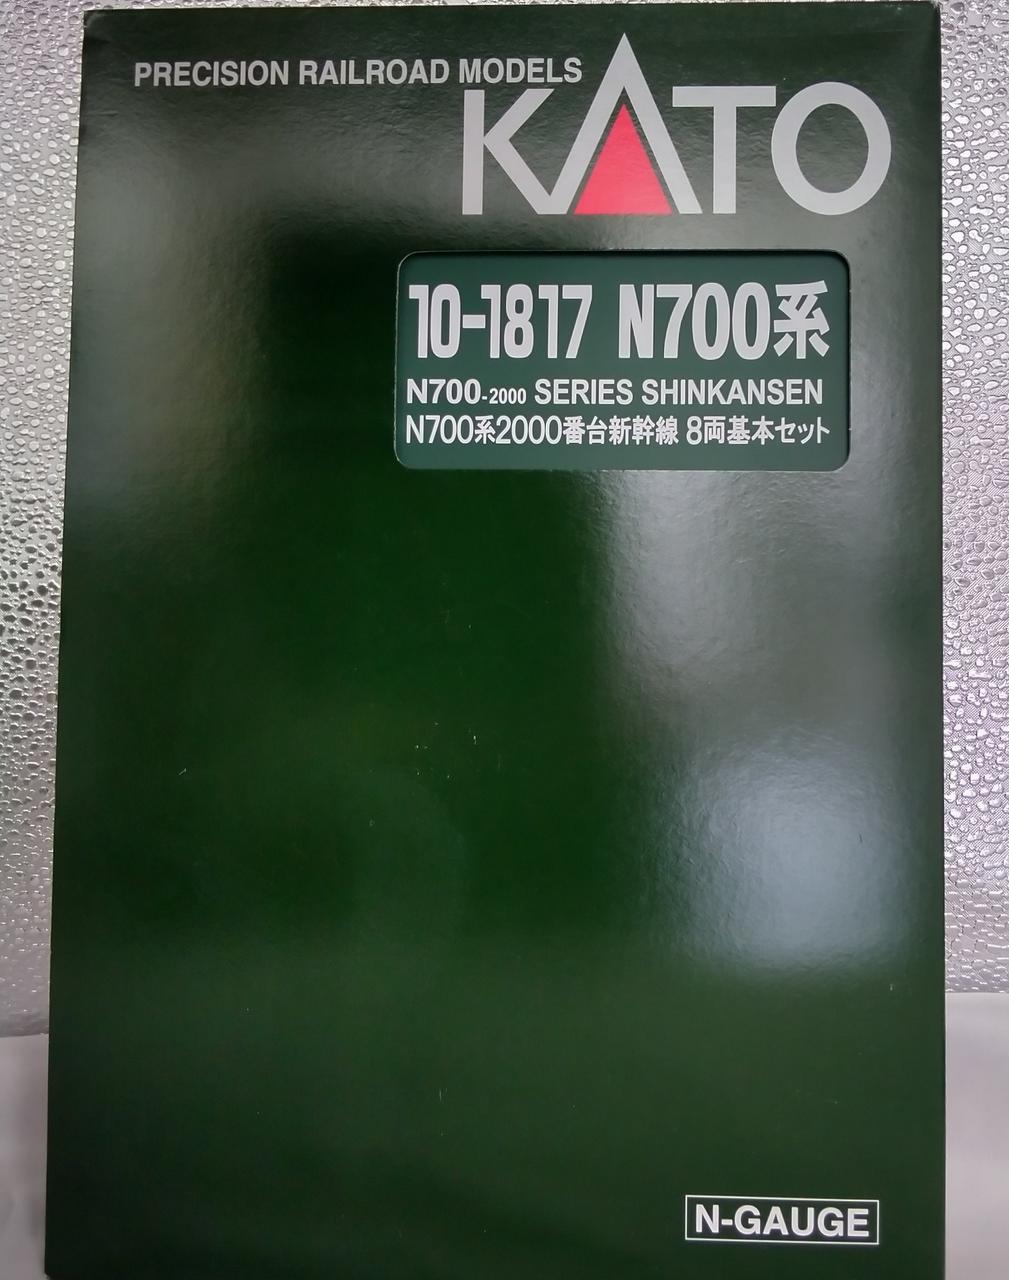 PRECISION RAILROAD MODELS
KATO
10-1817 N700系
N700-2000 SERIES SHINKANSEN
N700系2000番台新幹線 8両基本セット
N-GAUGE